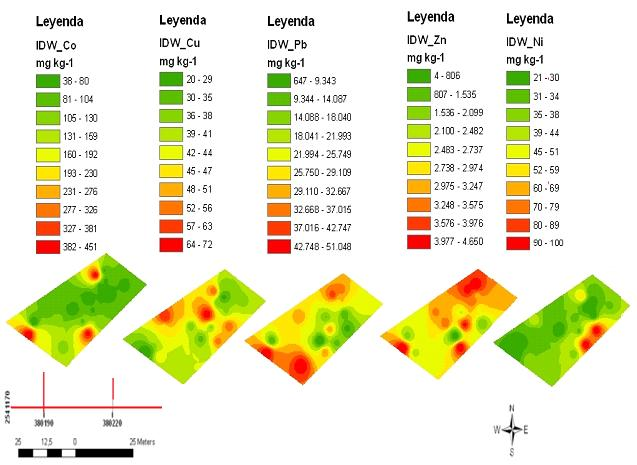 Leyenda
IDW_Co
mg kg-1
38 - 80
81 - 104
105 - 130
131 - 159
160 - 192
193 - 230
231 - 276
277 - 326
327 - 381
382 - 451
Leyenda
IDW_Cu
mg kg-1
20 - 29
30 - 35
36 - 38
39 - 41
42 - 44
45 - 47
48 - 51
52 - 56
57 - 63
64 - 72
Leyenda
IDW_Pb
mg kg-1
647 - 9.343
9.344 - 14.087
14.088 - 18.040
18.041 - 21.993
21.994 - 25.749
25.750 - 29.109
29.110 - 32.667
32.668 - 37.015
37.016 - 42.747
42.748 - 51.048
Leyenda
IDW_Zn
mg kg-1
4 - 806
807 - 1.535
1.536 - 2.099
2.100 - 2.482
2.483 - 2.737
2.738 - 2.974
2.975 - 3.247
3.248 - 3.575
3.576 - 3.976
3.977 - 4.650
Leyenda
IDW_Ni
mg kg-1
21 - 30
31 - 34
35 - 38
39 - 44
45 - 51
52 - 59
60 - 69
70 - 79
80 - 89
90 - 100
2541170
380190
380220
25 12,5 0 25 Meters
N
W E
S